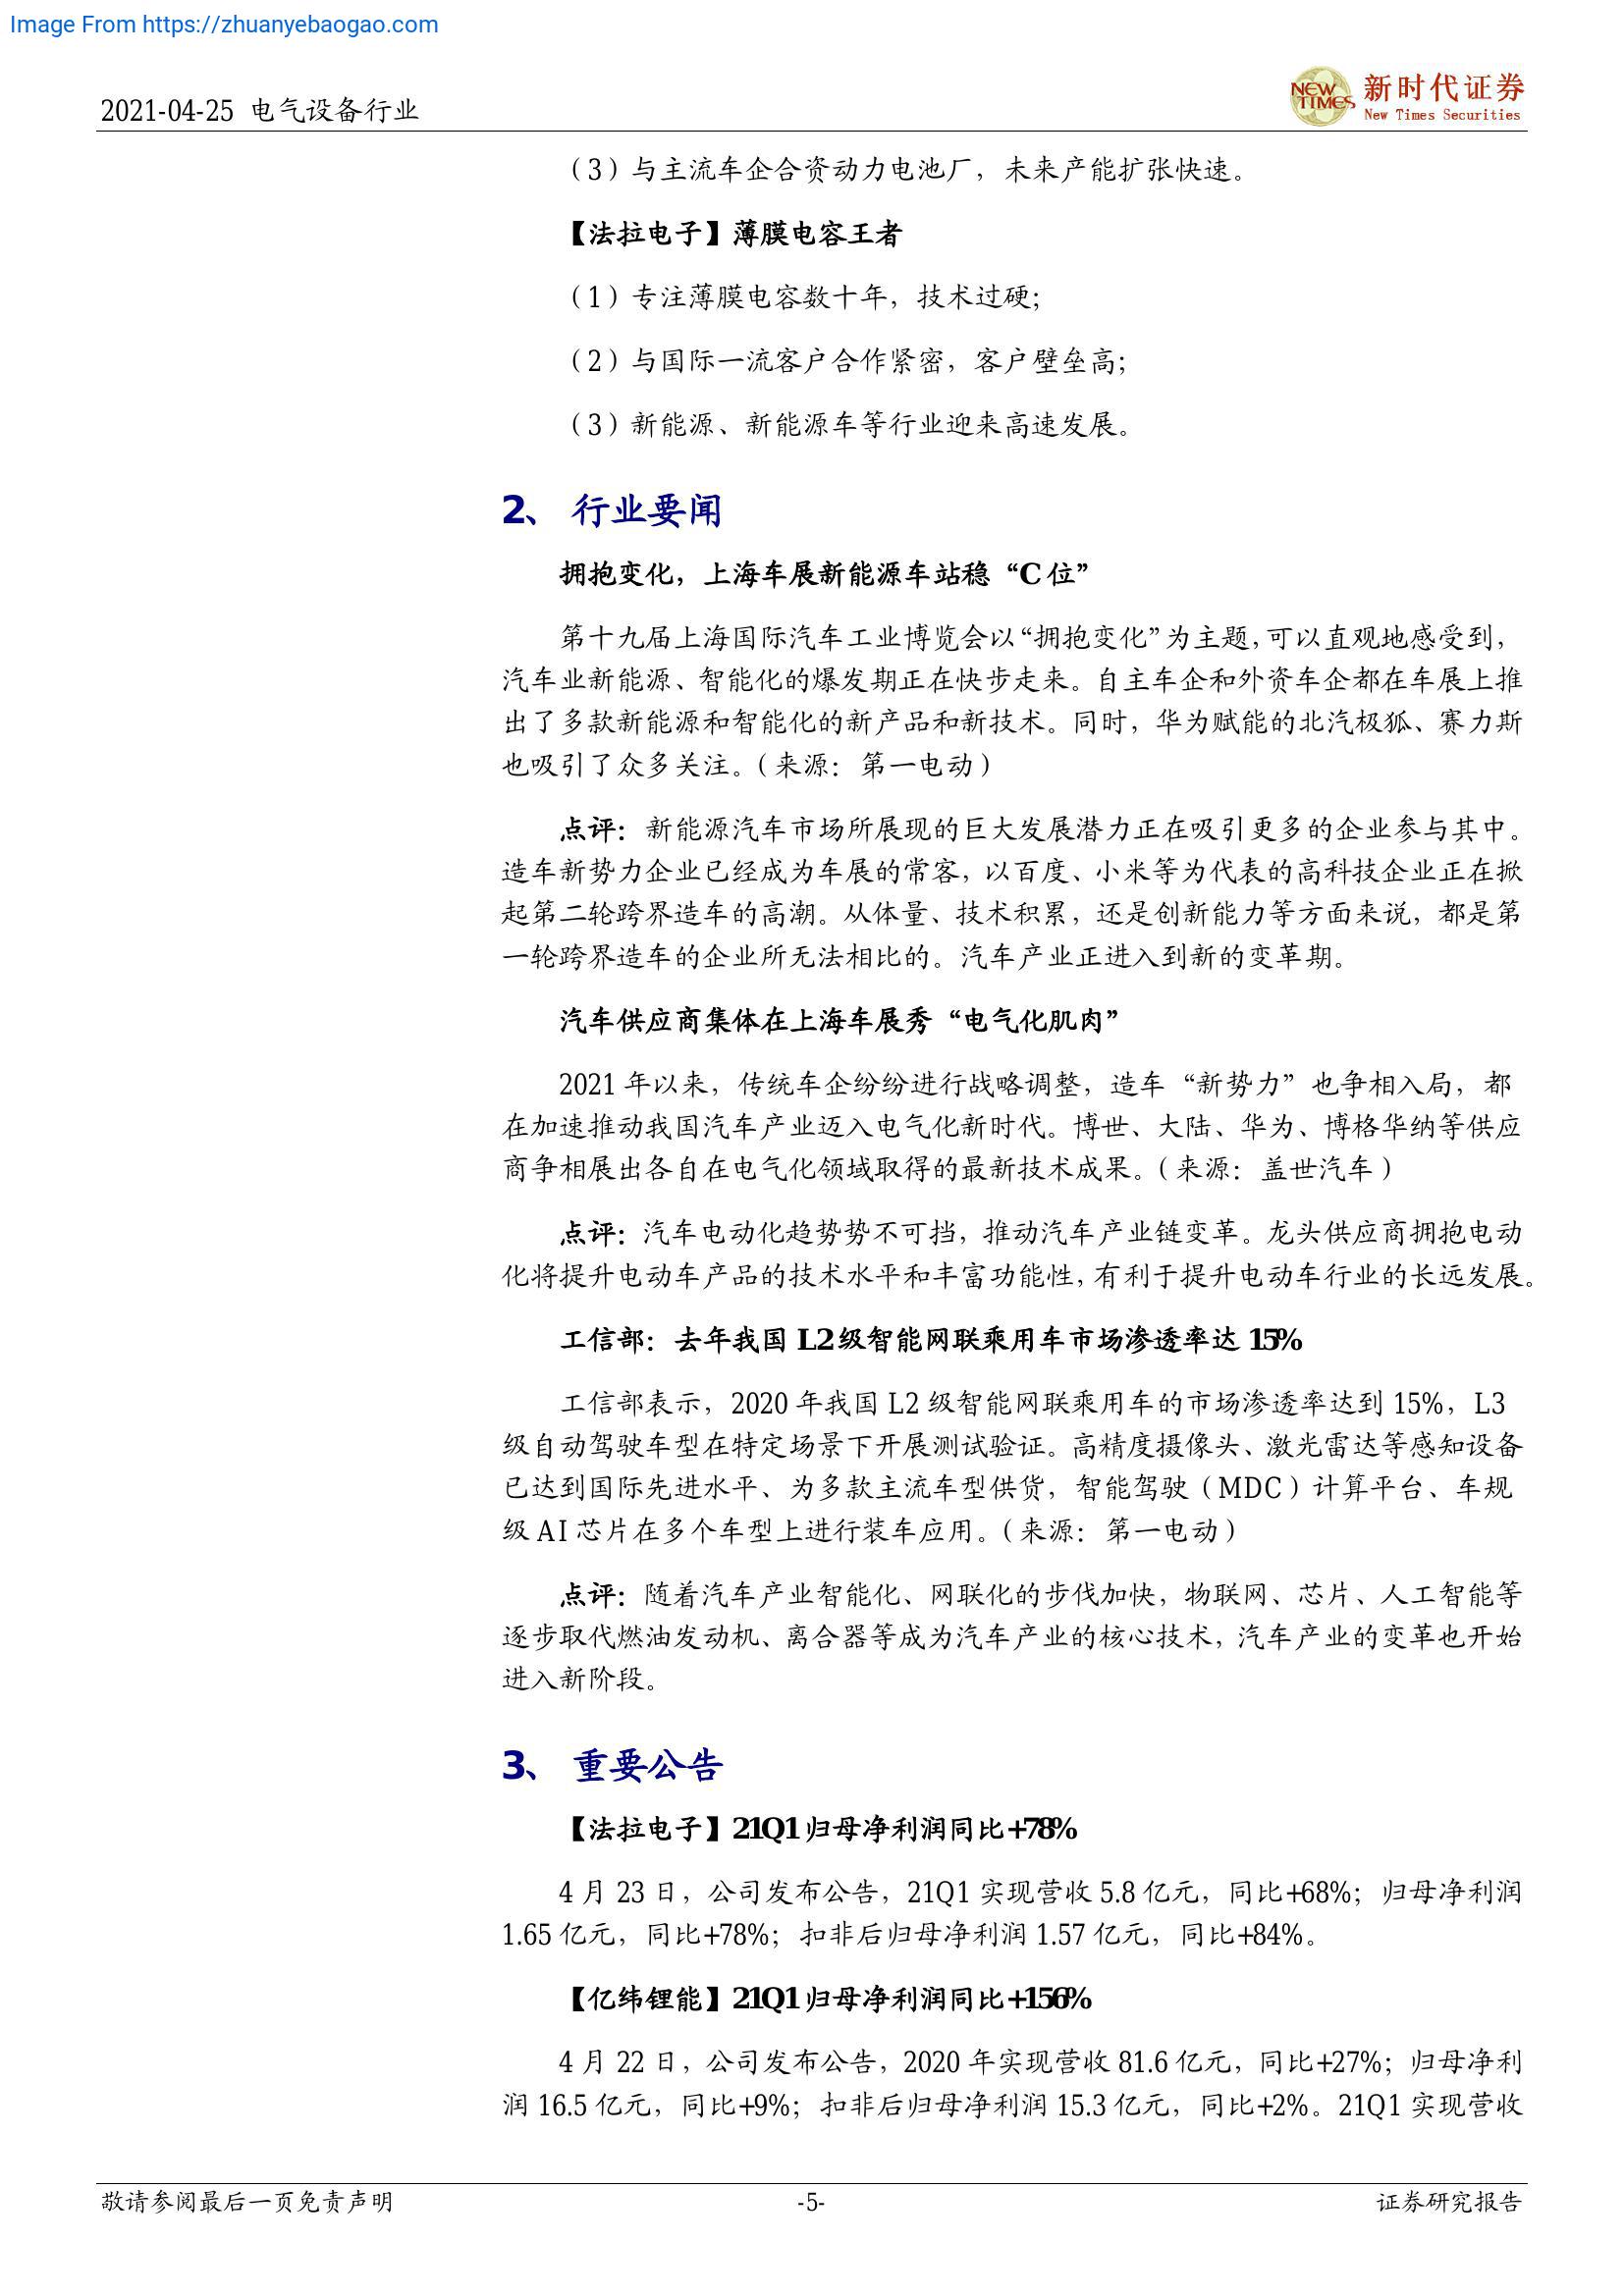 Image From https://zhuanyebaogao.com
2021-04-25 电气设备行业
NEW TIMES
新时代证券
New Times Securities
（3）与主流车企合资动力电池厂，未来产能扩张快速。
【法拉电子】薄膜电容王者
（1）专注薄膜电容数十年，技术过硬；
（2）与国际一流客户合作紧密，客户壁垒高；
（3）新能源、新能源车等行业迎来高速发展。
2、 行业要闻
拥抱变化，上海车展新能源车站稳“C 位”
第十九届上海国际汽车工业博览会以“拥抱变化”为主题，可以直观地感受到，
汽车业新能源、智能化的爆发期正在快步走来。自主车企和外资车企都在车展上推
出了多款新能源和智能化的新产品和新技术。同时，华为赋能的北汽极狐、赛力斯
也吸引了众多关注。（来源：第一电动）
点评：新能源汽车市场所展现的巨大发展潜力正在吸引更多的企业参与其中。
造车新势力企业已经成为车展的常客，以百度、小米等为代表的高科技企业正在掀
起第二轮跨界造车的高潮。从体量、技术积累，还是创新能力等方面来说，都是第
一轮跨界造车的企业所无法相比的。汽车产业正进入到新的变革期。
汽车供应商集体在上海车展秀“电气化肌肉”
2021 年以来，传统车企纷纷进行战略调整，造车“新势力”也争相入局，都
在加速推动我国汽车产业迈入电气化新时代。博世、大陆、华为、博格华纳等供应
商争相展出各自在电气化领域取得的最新技术成果。（来源：盖世汽车）
点评：汽车电动化趋势势不可挡，推动汽车产业链变革。龙头供应商拥抱电动
化将提升电动车产品的技术水平和丰富功能性，有利于提升电动车行业的长远发展。
工信部：去年我国 L2 级智能网联乘用车市场渗透率达 15%
工信部表示，2020 年我国 L2 级智能网联乘用车的市场渗透率达到 15%，L3
级自动驾驶车型在特定场景下开展测试验证。高精度摄像头、激光雷达等感知设备
已达到国际先进水平、为多款主流车型供货，智能驾驶（MDC）计算平台、车规
级 AI 芯片在多个车型上进行装车应用。（来源：第一电动）
点评：随着汽车产业智能化、网联化的步伐加快，物联网、芯片、人工智能等
逐步取代燃油发动机、离合器等成为汽车产业的核心技术，汽车产业的变革也开始
进入新阶段。
3、 重要公告
【法拉电子】21Q1 归母净利润同比+78%
4 月 23 日，公司发布公告，21Q1 实现营收 5.8 亿元，同比+68%；归母净利润
1.65 亿元，同比+78%；扣非后归母净利润 1.57 亿元，同比+84%。
【亿纬锂能】21Q1 归母净利润同比+156%
4 月 22 日，公司发布公告，2020 年实现营收 81.6 亿元，同比+27%；归母净利
润 16.5 亿元，同比+9%；扣非后归母净利润 15.3 亿元，同比+2%。21Q1 实现营收
敬请参阅最后一页免责声明
-5-
证券研究报告